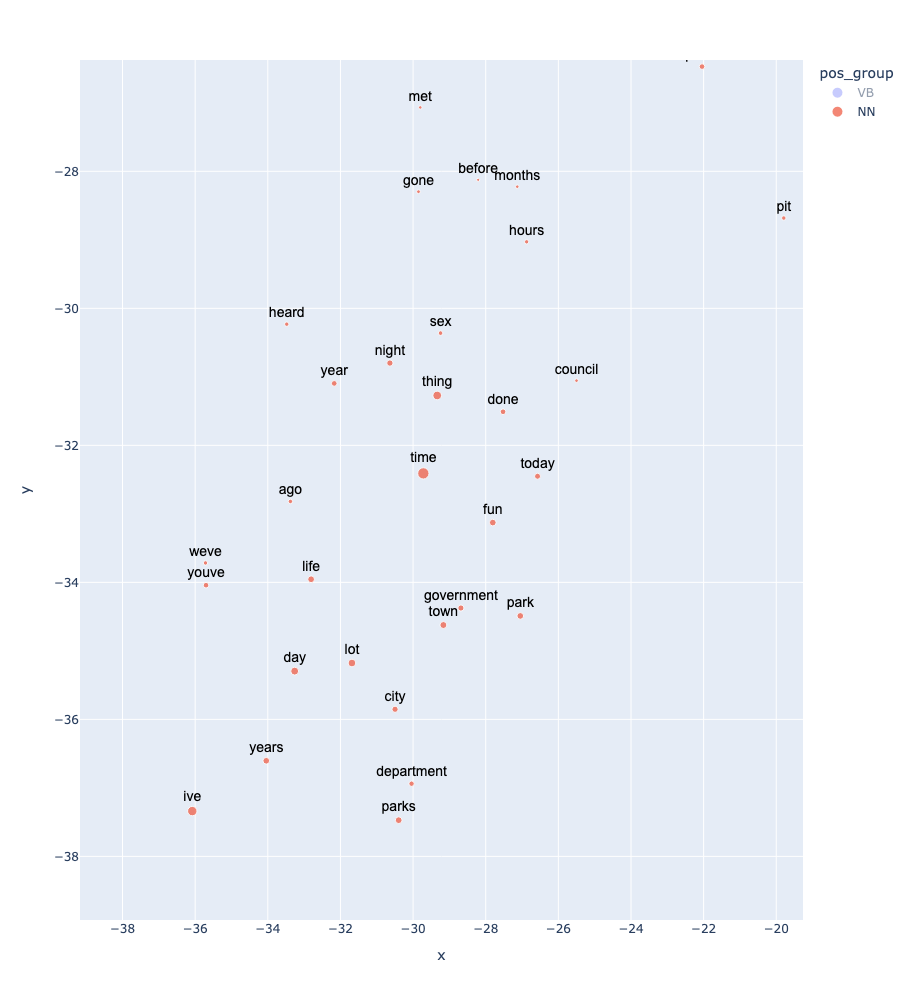 pos_group
VB
NN
met
before
months
gone
pit
hours
heard
sex
night
year
council
thing
done
time
today
ago
fun
weve
life
youve
government
park
town
lot
day
city
years
department
ive
parks
y
−28
−30
−32
−34
−36
−38
−38
−36
−34
−32
−30
−28
−26
−24
−22
−20
x